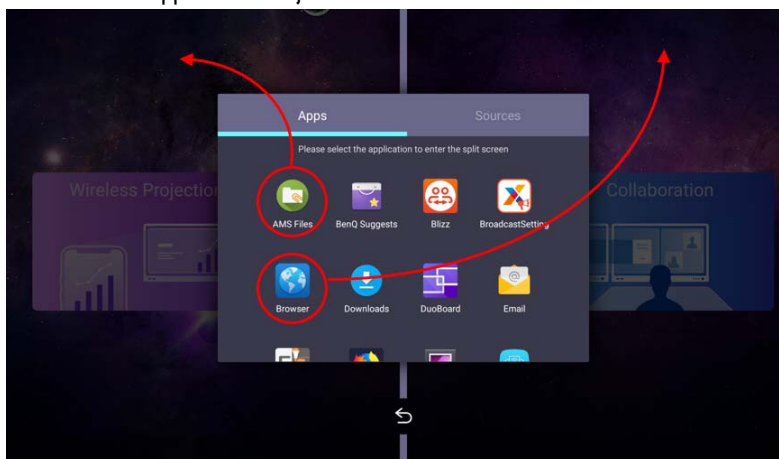 Apps
Sources
Please select the application to enter the split screen
Wireless Projection
Collaboration
AMS Files
BenQ Suggests
Blizz
BroadcastSetting
Browser
Downloads
DuoBoard
Email